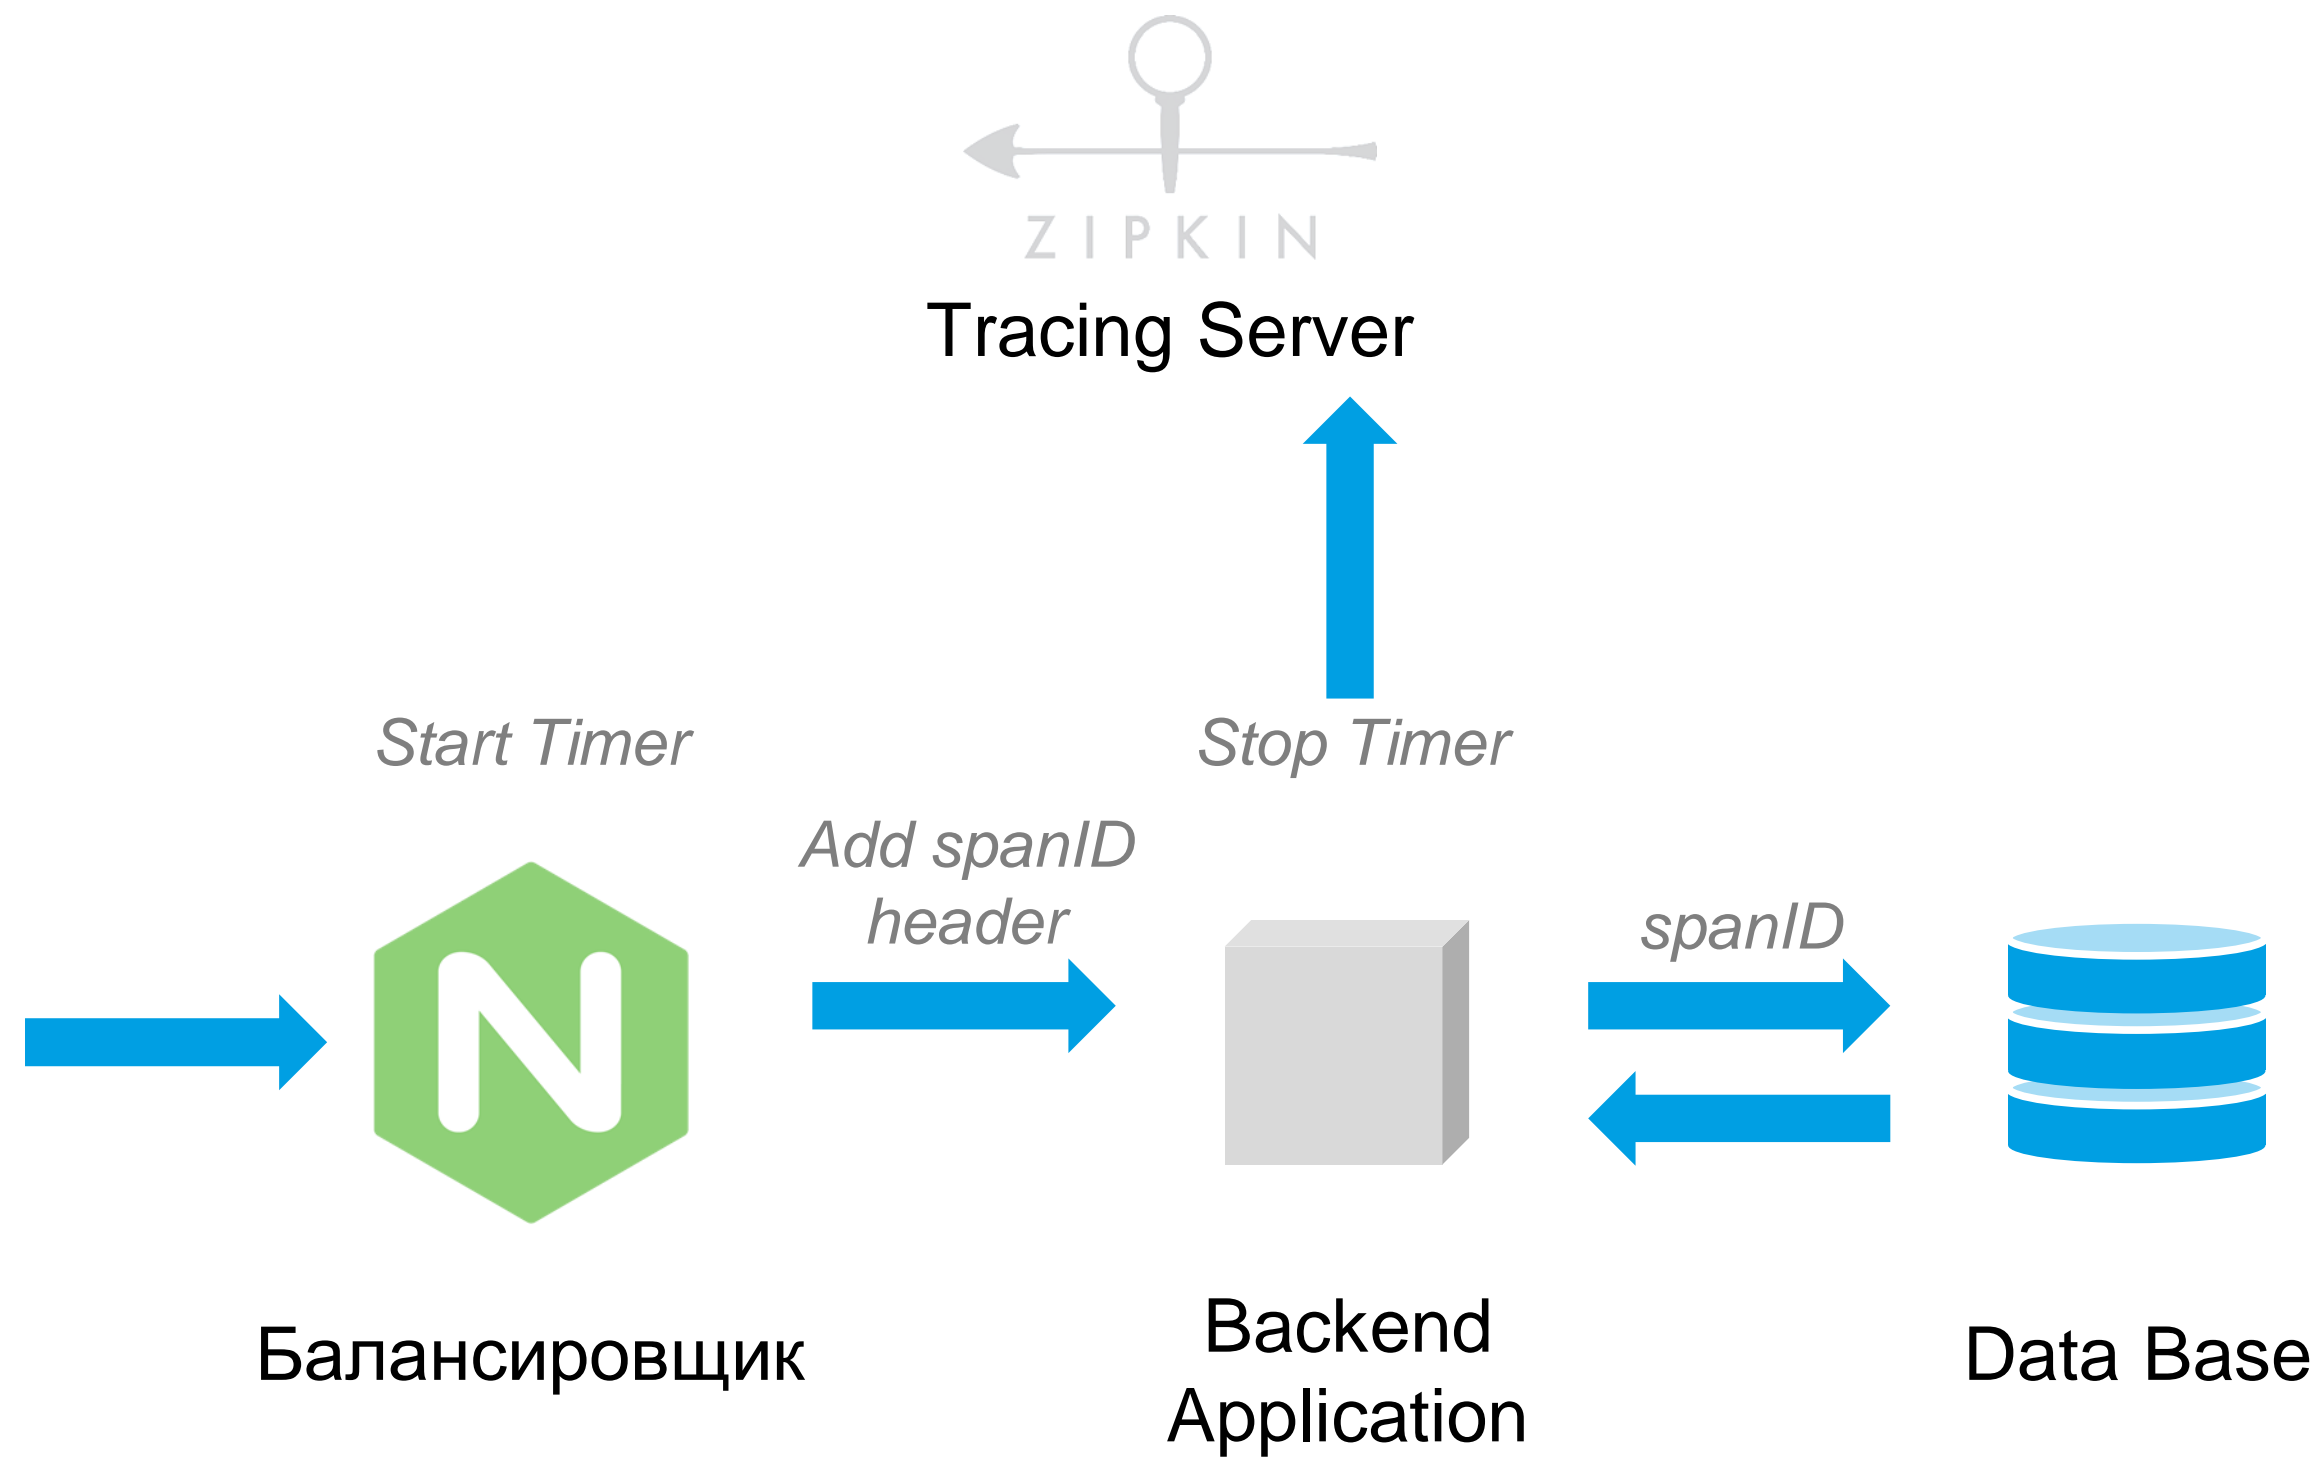 ZIPKIN
Tracing Server
Start Timer
Stop Timer
Add spanID
header
spanID
N
Балансировщик
Backend
Application
Data Base